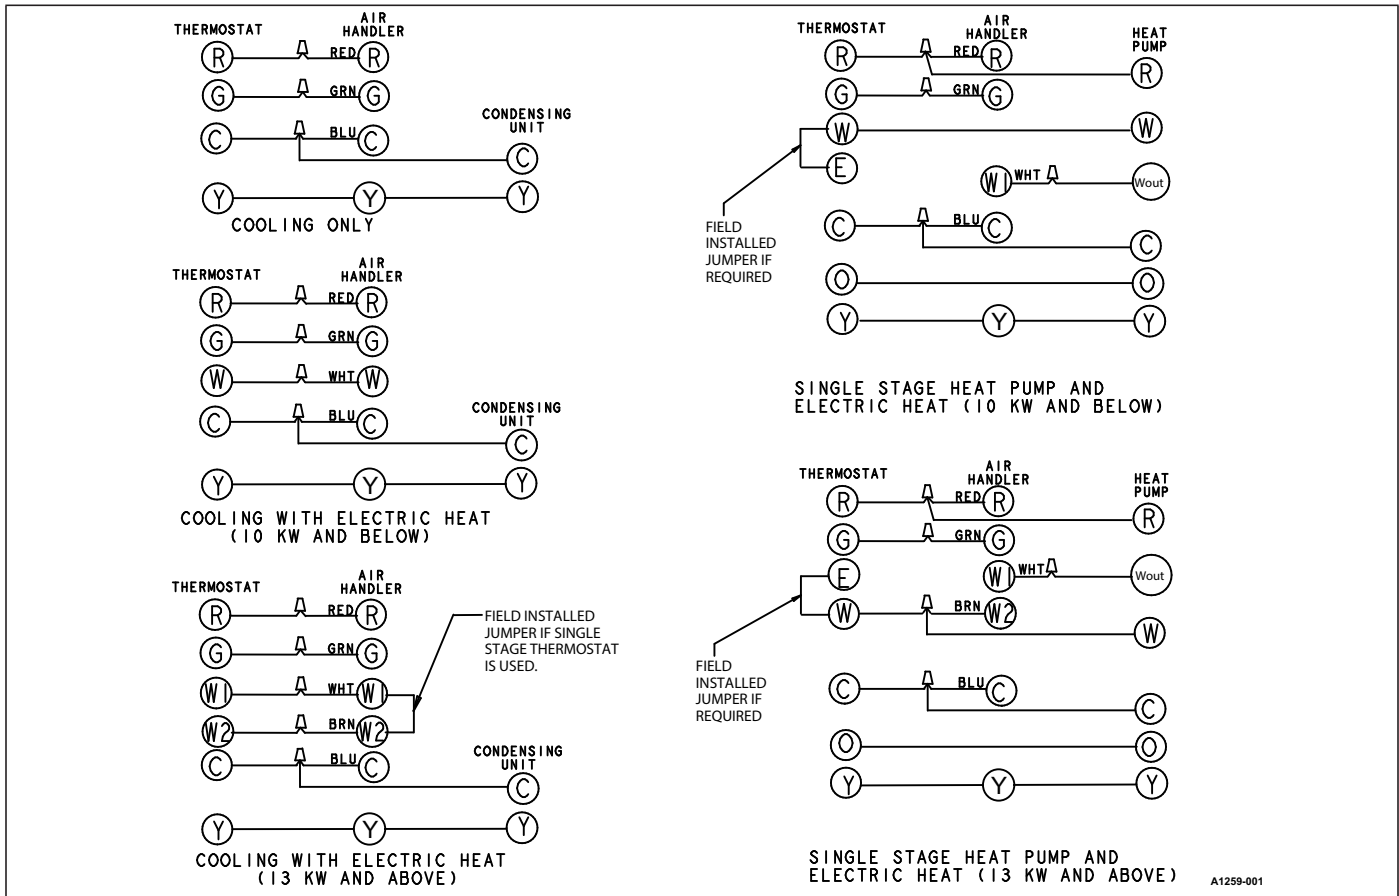 THERMOSTAT
AIR
HANDLER
R RED R
G GRN G
C BLU C
CONDENSING
UNIT
C
Y Y Y
COOLING ONLY
THERMOSTAT
AIR
HANDLER
R RED R
G GRN G
W WHT W
C BLU C
CONDENSING
UNIT
C
Y Y Y
COOLING WITH ELECTRIC HEAT
(10 KW AND BELOW)
THERMOSTAT
AIR
HANDLER
R RED R
G GRN G
W1 WHT W1
W2 BRN W2
C BLU C
FIELD INSTALLED
JUMPER IF SINGLE
STAGE THERMOSTAT
IS USED.
CONDENSING
UNIT
C
Y Y Y
COOLING WITH ELECTRIC HEAT
(13 KW AND ABOVE)
THERMOSTAT
AIR
HANDLER
HEAT
PUMP
R RED R
R
G GRN G
W W
E
W1 WHT Wout
FIELD
INSTALLED
JUMPER IF
REQUIRED
C BLU C
C
O O
Y Y Y
SINGLE STAGE HEAT PUMP AND
ELECTRIC HEAT (10 KW AND BELOW)
THERMOSTAT
AIR
HANDLER
HEAT
PUMP
R RED R
R
G GRN G
E W1 WHT Wout
W BRN W2
W
FIELD
INSTALLED
JUMPER IF
REQUIRED
C BLU C
C
O O
Y Y Y
SINGLE STAGE HEAT PUMP AND
ELECTRIC HEAT (13 KW AND ABOVE)
A1259-001